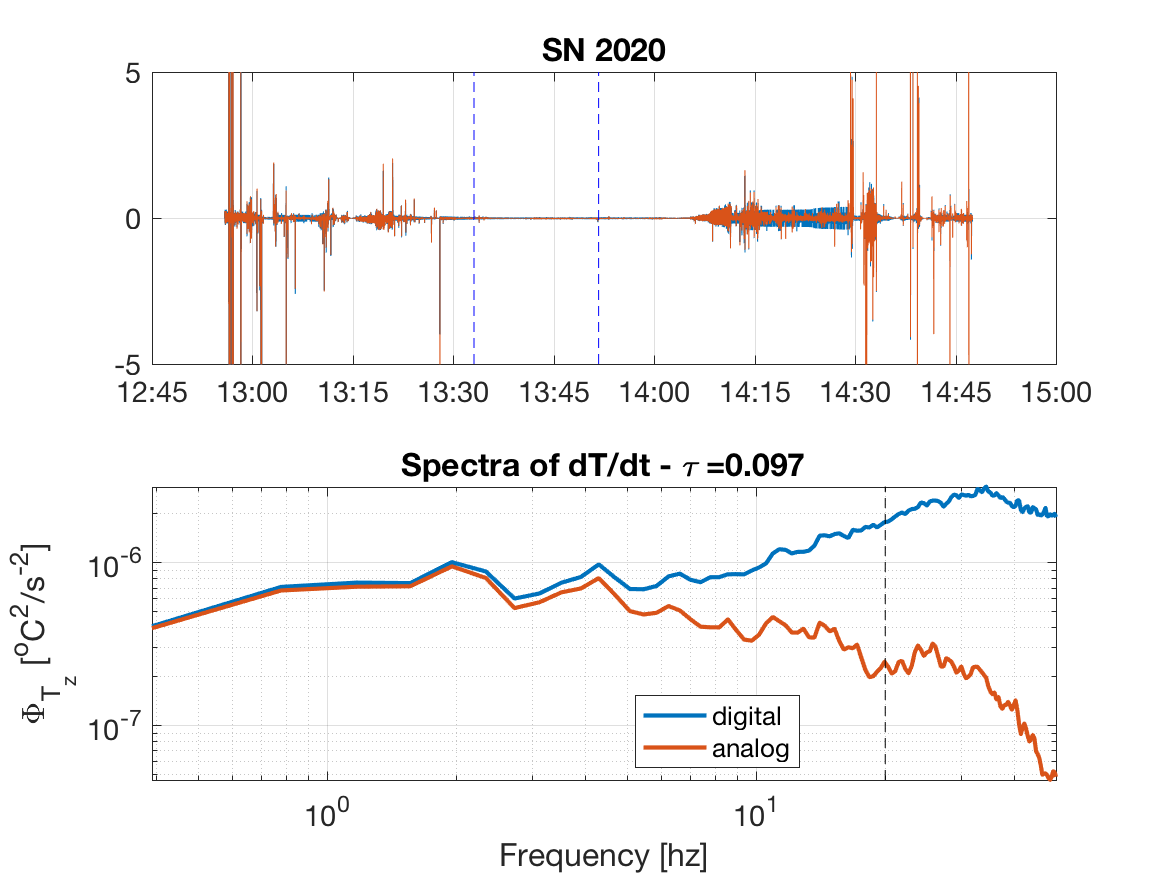 SN 2020
5
0
-5
12:45 13:00 13:15 13:30 13:45 14:00 14:15 14:30 14:45 15:00
Spectra of dT/dt - τ =0.097
Φ_{T_z} [°C²/s⁻²]
10⁻⁶
10⁻⁷
digital
analog
10⁰ 10¹
Frequency [hz]